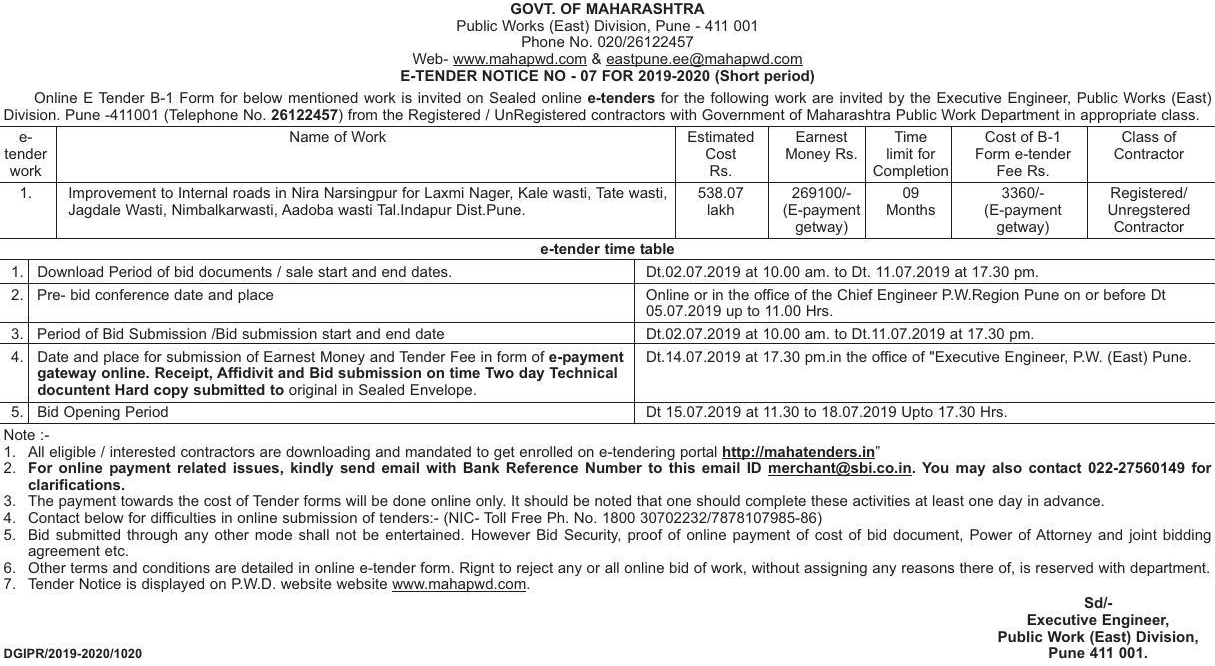 GOVT. OF MAHARASHTRA
Public Works (East) Division, Pune - 411 001
Phone No. 020/26122457
Web- www.mahapwd.com & eastpune.ee@mahapwd.com
E-TENDER NOTICE NO - 07 FOR 2019-2020 (Short period)
Online E Tender B-1 Form for below mentioned work is invited on Sealed online e-tenders for the following work are invited by the Executive Engineer, Public Works (East)
Division. Pune -411001 (Telephone No. 26122457) from the Registered / UnRegistered contractors with Government of Maharashtra Public Work Department in appropriate class.
e- Name of Work Estimated Earnest Time Cost of B-1 Class of
tender Cost Money Rs. limit for Form e-tender Contractor
work Rs. Completion Fee Rs.
1. Improvement to Internal roads in Nira Narsingpur for Laxmi Nager, Kale wasti, Tate wasti, 538.07 269100/- 09 3360/- Registered/
Jagdale Wasti, Nimbalkarwasti, Aadoba wasti Tal.Indapur Dist.Pune. lakh (E-payment Months (E-payment Unregstered
getway) getway) Contractor
e-tender time table
1. Download Period of bid documents / sale start and end dates. Dt.02.07.2019 at 10.00 am. to Dt. 11.07.2019 at 17.30 pm.
2. Pre- bid conference date and place Online or in the office of the Chief Engineer P.W.Region Pune on or before Dt
05.07.2019 up to 11.00 Hrs.
3. Period of Bid Submission /Bid submission start and end date Dt.02.07.2019 at 10.00 am. to Dt.11.07.2019 at 17.30 pm.
4. Date and place for submission of Earnest Money and Tender Fee in form of e-payment Dt.14.07.2019 at 17.30 pm.in the office of "Executive Engineer, P.W. (East) Pune.
gateway online. Receipt, Affidivit and Bid submission on time Two day Technical
docuntent Hard copy submitted to original in Sealed Envelope.
5. Bid Opening Period Dt 15.07.2019 at 11.30 to 18.07.2019 Upto 17.30 Hrs.
Note :-
1. All eligible / interested contractors are downloading and mandated to get enrolled on e-tendering portal http://mahatenders.in”
2. For online payment related issues, kindly send email with Bank Reference Number to this email ID merchant@sbi.co.in. You may also contact 022-27560149 for
clarifications.
3. The payment towards the cost of Tender forms will be done online only. It should be noted that one should complete these activities at least one day in advance.
4. Contact below for difficulties in online submission of tenders:- (NIC- Toll Free Ph. No. 1800 30702232/7878107985-86)
5. Bid submitted through any other mode shall not be entertained. However Bid Security, proof of online payment of cost of bid document, Power of Attorney and joint bidding
agreement etc.
6. Other terms and conditions are detailed in online e-tender form. Rignt to reject any or all online bid of work, without assigning any reasons there of, is reserved with department.
7. Tender Notice is displayed on P.W.D. website website www.mahapwd.com.
Sd/-
Executive Engineer,
Public Work (East) Division,
DGIPR/2019-2020/1020 Pune 411 001.